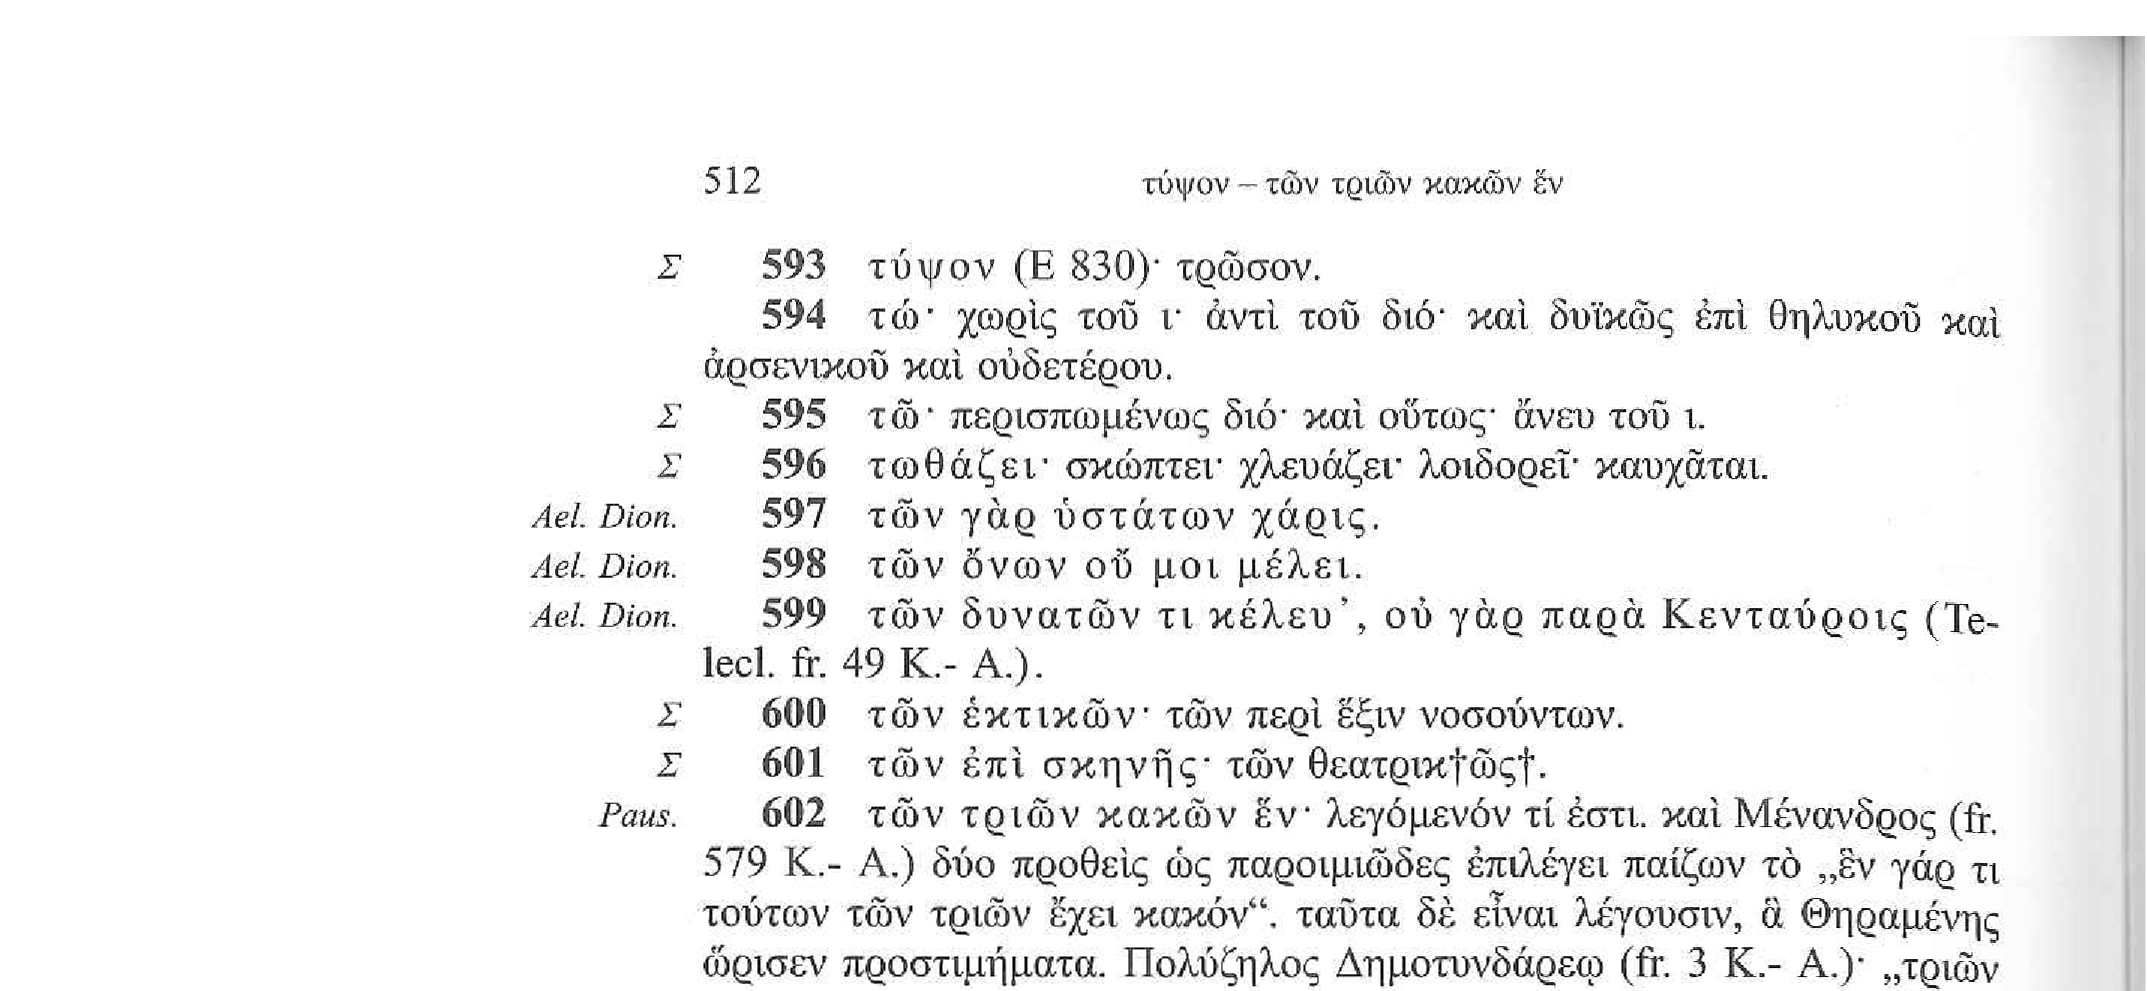 512 τύψον – τῶν τριῶν κακῶν ἕν
Σ 593 τύψον (Ε 830)· τρῶσον.
594 τώ· χωρὶς τοῦ ι· ἀντὶ τοῦ διό· καὶ δυϊκῶς ἐπὶ θηλυκοῦ καὶ
ἀρσενικοῦ καὶ οὐδετέρου.
Σ 595 τῶ· περισπωμένως διό· καὶ οὕτως· ἄνευ τοῦ ι.
Σ 596 τωθάζει· σκώπτει· χλευάζει· λοιδορεῖ· καυχᾶται.
Ael. Dion. 597 τῶν γὰρ ὑστάτων χάρις.
Ael. Dion. 598 τῶν ὄνων οὔ μοι μέλει.
Ael. Dion. 599 τῶν δυνατῶν τι κέλευ’, οὐ γὰρ παρὰ Κενταύροις (Te-
lecl. fr. 49 K.- A.).
Σ 600 τῶν ἑκτικῶν· τῶν περὶ ἕξιν νοσούντων.
Σ 601 τῶν ἐπὶ σκηνῆς· τῶν θεατρικ†ῶς†.
Paus. 602 τῶν τριῶν κακῶν ἕν· λεγόμενόν τί ἐστι. καὶ Μένανδρος (fr.
579 K.- A.) δύο προθεὶς ὡς παροιμιῶδες ἐπιλέγει παίζων τὸ „ἓν γάρ τι
τούτων τῶν τριῶν ἔχει κακόν“. ταῦτα δὲ εἶναι λέγουσιν, ἃ Θηραμένης
ὥρισεν προστιμήματα. Πολύζηλος Δημοτυνδάρεῳ (fr. 3 K.- A.)· „τριῶν